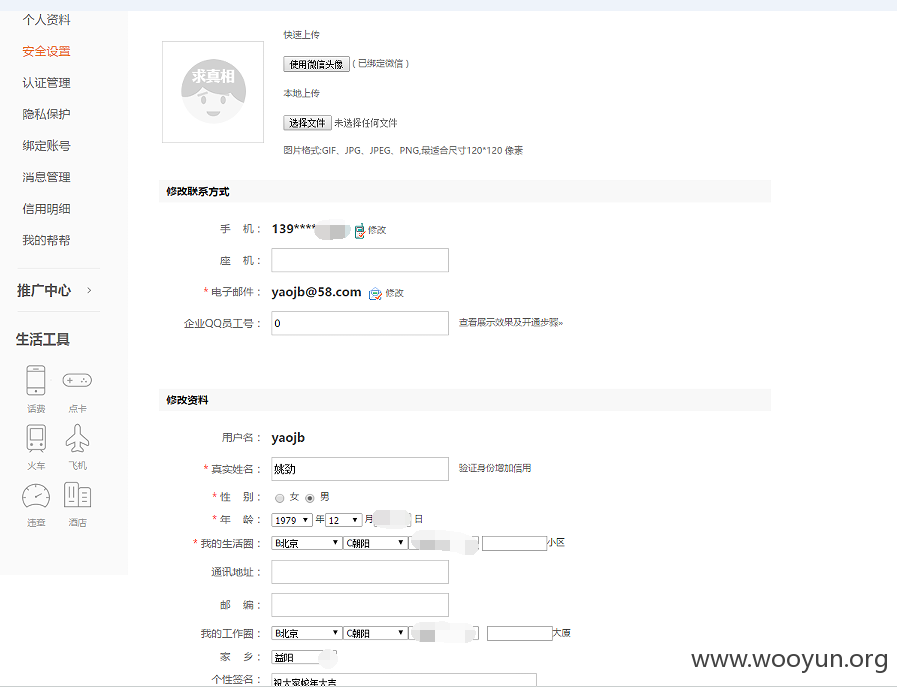 个人资料
安全设置
认证管理
隐私保护
绑定账号
消息管理
信用明细
我的帮帮
推广中心 >
生活工具
话费 点卡
火车 飞机
违章 酒店
求真相
快速上传
使用微信头像 ( 已绑定微信 )
本地上传
选择文件 未选择任何文件
图片格式:GIF、JPG、JPEG、PNG,最适合尺寸120*120 像素
修改联系方式
手 机： 139**** 修改
座 机：
* 电子邮件： yaojb@58.com 修改
企业QQ员工号： 0 查看展示效果及开通步骤»
修改资料
用户名： yaojb
* 真实姓名： 姚劲 验证身份增加信用
* 性 别： 女 男
* 年 龄： 1979 年 12 月 日
* 我的生活圈： B北京 C朝阳 小区
通讯地址：
邮 编：
我的工作圈： B北京 C朝阳 大厦
家 乡： 益阳
个性签名： 祝大家蛇年大吉
www.wooyun.org